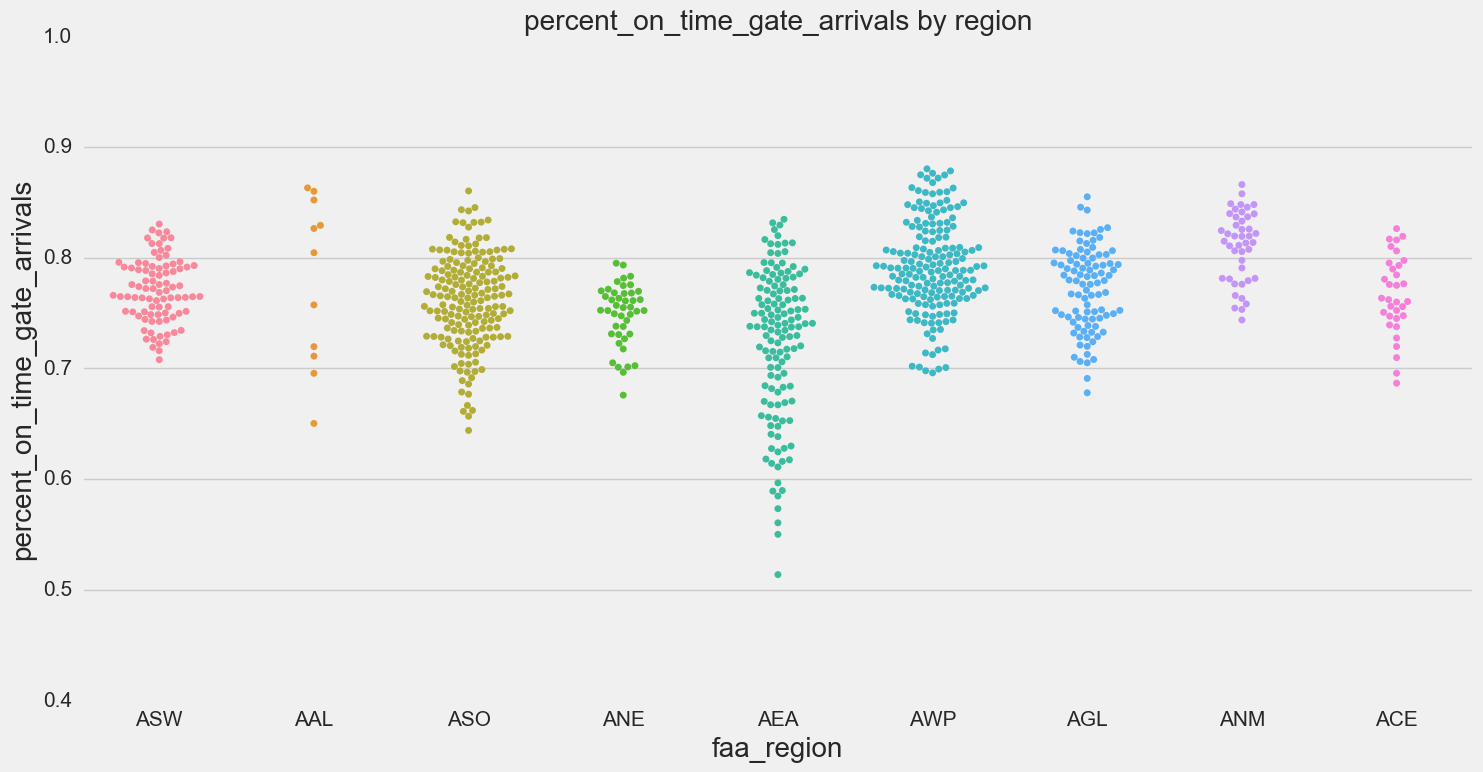 percent_on_time_gate_arrivals by region
1.0
0.9
0.8
0.7
0.6
0.5
0.4
percent_on_time_gate_arrivals
ASW AAL ASO ANE AEA AWP AGL ANM ACE
faa_region